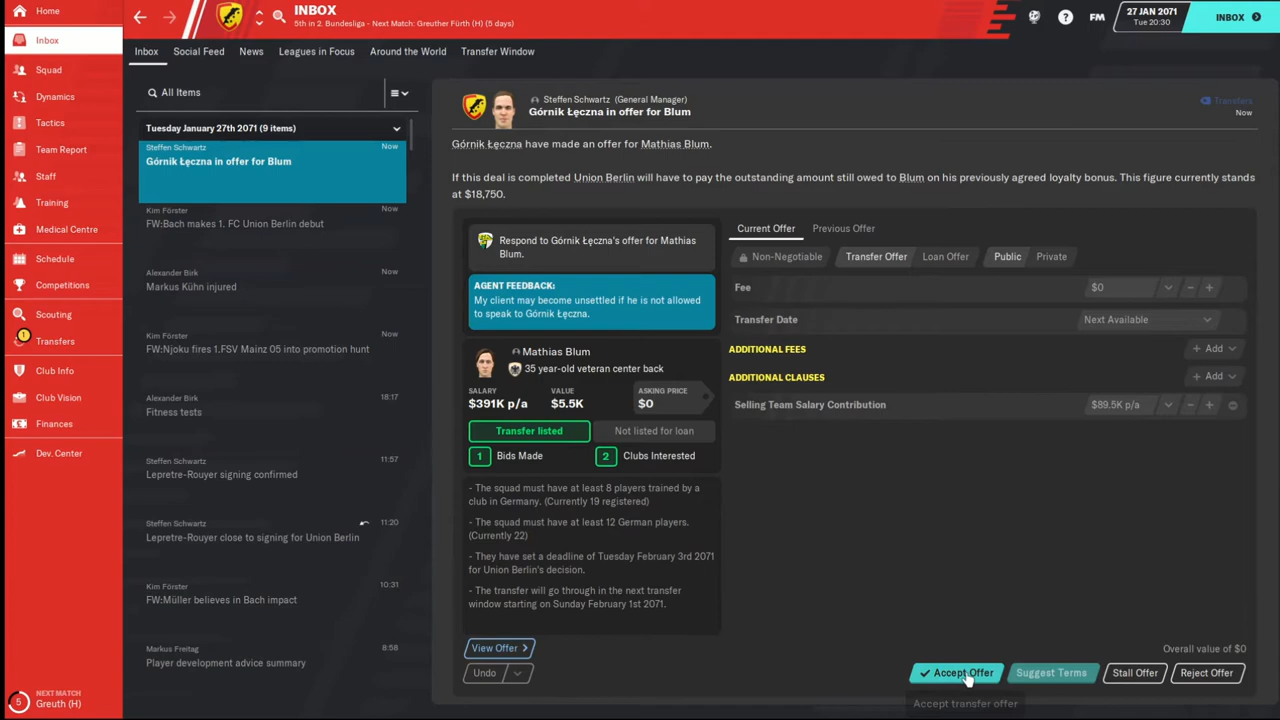 Home
Inbox
Squad
Dynamics
Tactics
Team Report
Staff
Training
Medical Centre
Schedule
Competitions
Scouting
1
Transfers
Club Info
Club Vision
Finances
Dev. Center
5
NEXT MATCH
Greuth (H)
INBOX
5th in 2. Bundesliga - Next Match: Greuther Fürth (H) (5 days)
?
FM
27 JAN 2071
Tue 20:30
INBOX
Inbox
Social Feed
News
Leagues in Focus
Around the World
Transfer Window
All Items
Tuesday January 27th 2071 (9 items)
Steffen Schwartz
Now
Górnik Łęczna in offer for Blum
Kim Förster
Now
FW:Bach makes 1. FC Union Berlin debut
Alexander Birk
Now
Markus Kühn injured
Kim Förster
Now
FW:Njoku fires 1.FSV Mainz 05 into promotion hunt
Alexander Birk
18:17
Fitness tests
Steffen Schwartz
11:57
Lepretre-Rouyer signing confirmed
Steffen Schwartz
11:20
Lepretre-Rouyer close to signing for Union Berlin
Kim Förster
10:31
FW:Müller believes in Bach impact
Markus Freitag
8:58
Player development advice summary
Steffen Schwartz (General Manager)
Górnik Łęczna in offer for Blum
Transfers
Now
Górnik Łęczna have made an offer for Mathias Blum.
If this deal is completed Union Berlin will have to pay the outstanding amount still owed to Blum on his previously agreed loyalty bonus. This figure currently stands
at $18,750.
Respond to Górnik Łęczna's offer for Mathias
Blum.
AGENT FEEDBACK:
My client may become unsettled if he is not allowed
to speak to Górnik Łęczna.
Mathias Blum
35 year-old veteran center back
SALARY
$391K p/a
VALUE
$5.5K
ASKING PRICE
$0
Transfer listed
Not listed for loan
1 Bids Made
2 Clubs Interested
- The squad must have at least 8 players trained by a
club in Germany. (Currently 19 registered)
- The squad must have at least 12 German players.
(Currently 22)
- They have set a deadline of Tuesday February 3rd 2071
for Union Berlin's decision.
- The transfer will go through in the next transfer
window starting on Sunday February 1st 2071.
View Offer
Undo
Current Offer
Previous Offer
Non-Negotiable
Transfer Offer
Loan Offer
Public
Private
Fee
$0
Transfer Date
Next Available
ADDITIONAL FEES
+ Add
ADDITIONAL CLAUSES
+ Add
Selling Team Salary Contribution
$89.5K p/a
Overall value of $0
Accept Offer
Suggest Terms
Stall Offer
Reject Offer
Accept transfer offer